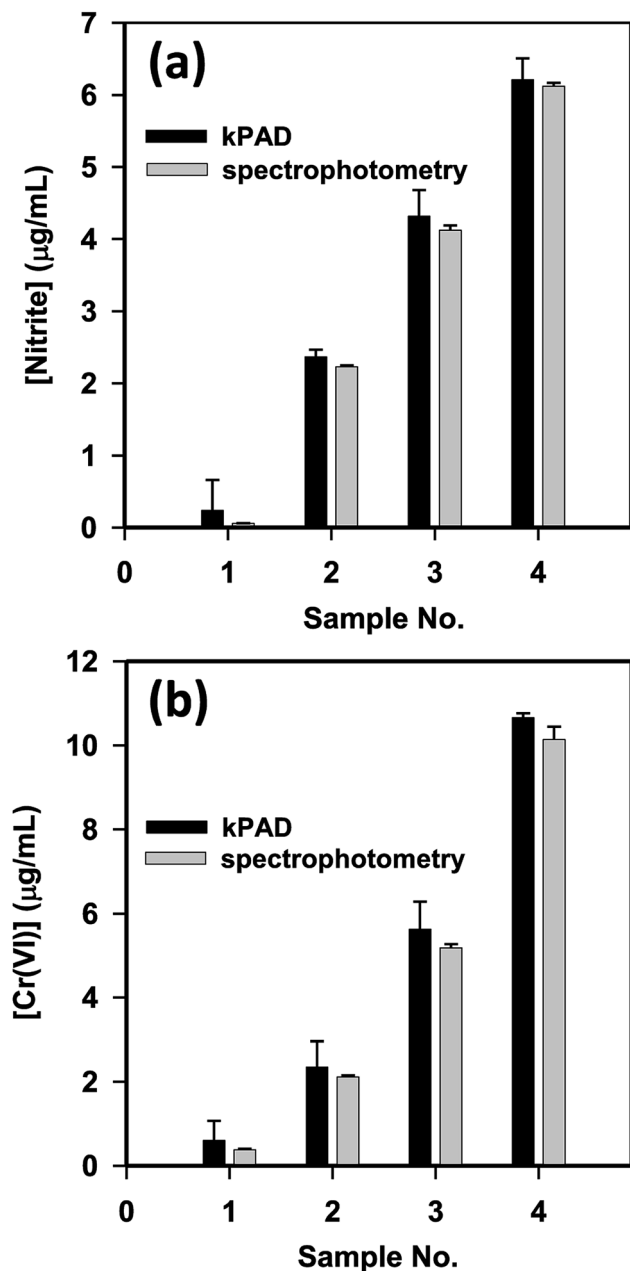 7
(a)
6
kPAD
spectrophotometry
5
4
[Nitrite] (μg/mL)
3
2
1
0
0 1 2 3 4
Sample No.
12
(b)
10
kPAD
spectrophotometry
8
[Cr(VI)] (μg/mL)
6
4
2
0
0 1 2 3 4
Sample No.